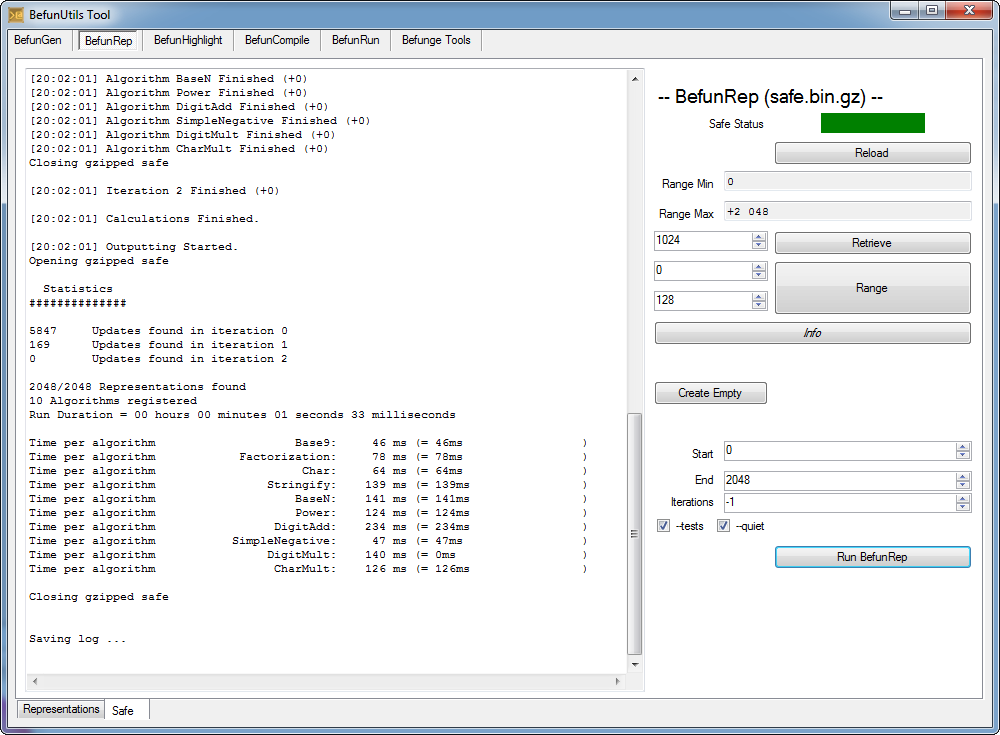 BefunUtils Tool
BefunGen BefunRep BefunHighlight BefunCompile BefunRun Befunge Tools
[20:02:01] Algorithm BaseN Finished (+0)
[20:02:01] Algorithm Power Finished (+0)
[20:02:01] Algorithm DigitAdd Finished (+0)
[20:02:01] Algorithm SimpleNegative Finished (+0)
[20:02:01] Algorithm DigitMult Finished (+0)
[20:02:01] Algorithm CharMult Finished (+0)
Closing gzipped safe
[20:02:01] Iteration 2 Finished (+0)
[20:02:01] Calculations Finished.
[20:02:01] Outputting Started.
Opening gzipped safe
Statistics
##############
5847 Updates found in iteration 0
169 Updates found in iteration 1
0 Updates found in iteration 2
2048/2048 Representations found
10 Algorithms registered
Run Duration = 00 hours 00 minutes 01 seconds 33 milliseconds
Time per algorithm Base9: 46 ms (= 46ms )
Time per algorithm Factorization: 78 ms (= 78ms )
Time per algorithm Char: 64 ms (= 64ms )
Time per algorithm Stringify: 139 ms (= 139ms )
Time per algorithm BaseN: 141 ms (= 141ms )
Time per algorithm Power: 124 ms (= 124ms )
Time per algorithm DigitAdd: 234 ms (= 234ms )
Time per algorithm SimpleNegative: 47 ms (= 47ms )
Time per algorithm DigitMult: 140 ms (= 0ms )
Time per algorithm CharMult: 126 ms (= 126ms )
Closing gzipped safe
Saving log ...
Representations Safe
-- BefunRep (safe.bin.gz) --
Safe Status
Reload
Range Min 0
Range Max +2 048
1024 Retrieve
0
Range
128
Info
Create Empty
Start 0
End 2048
Iterations -1
--tests --quiet
Run BefunRep